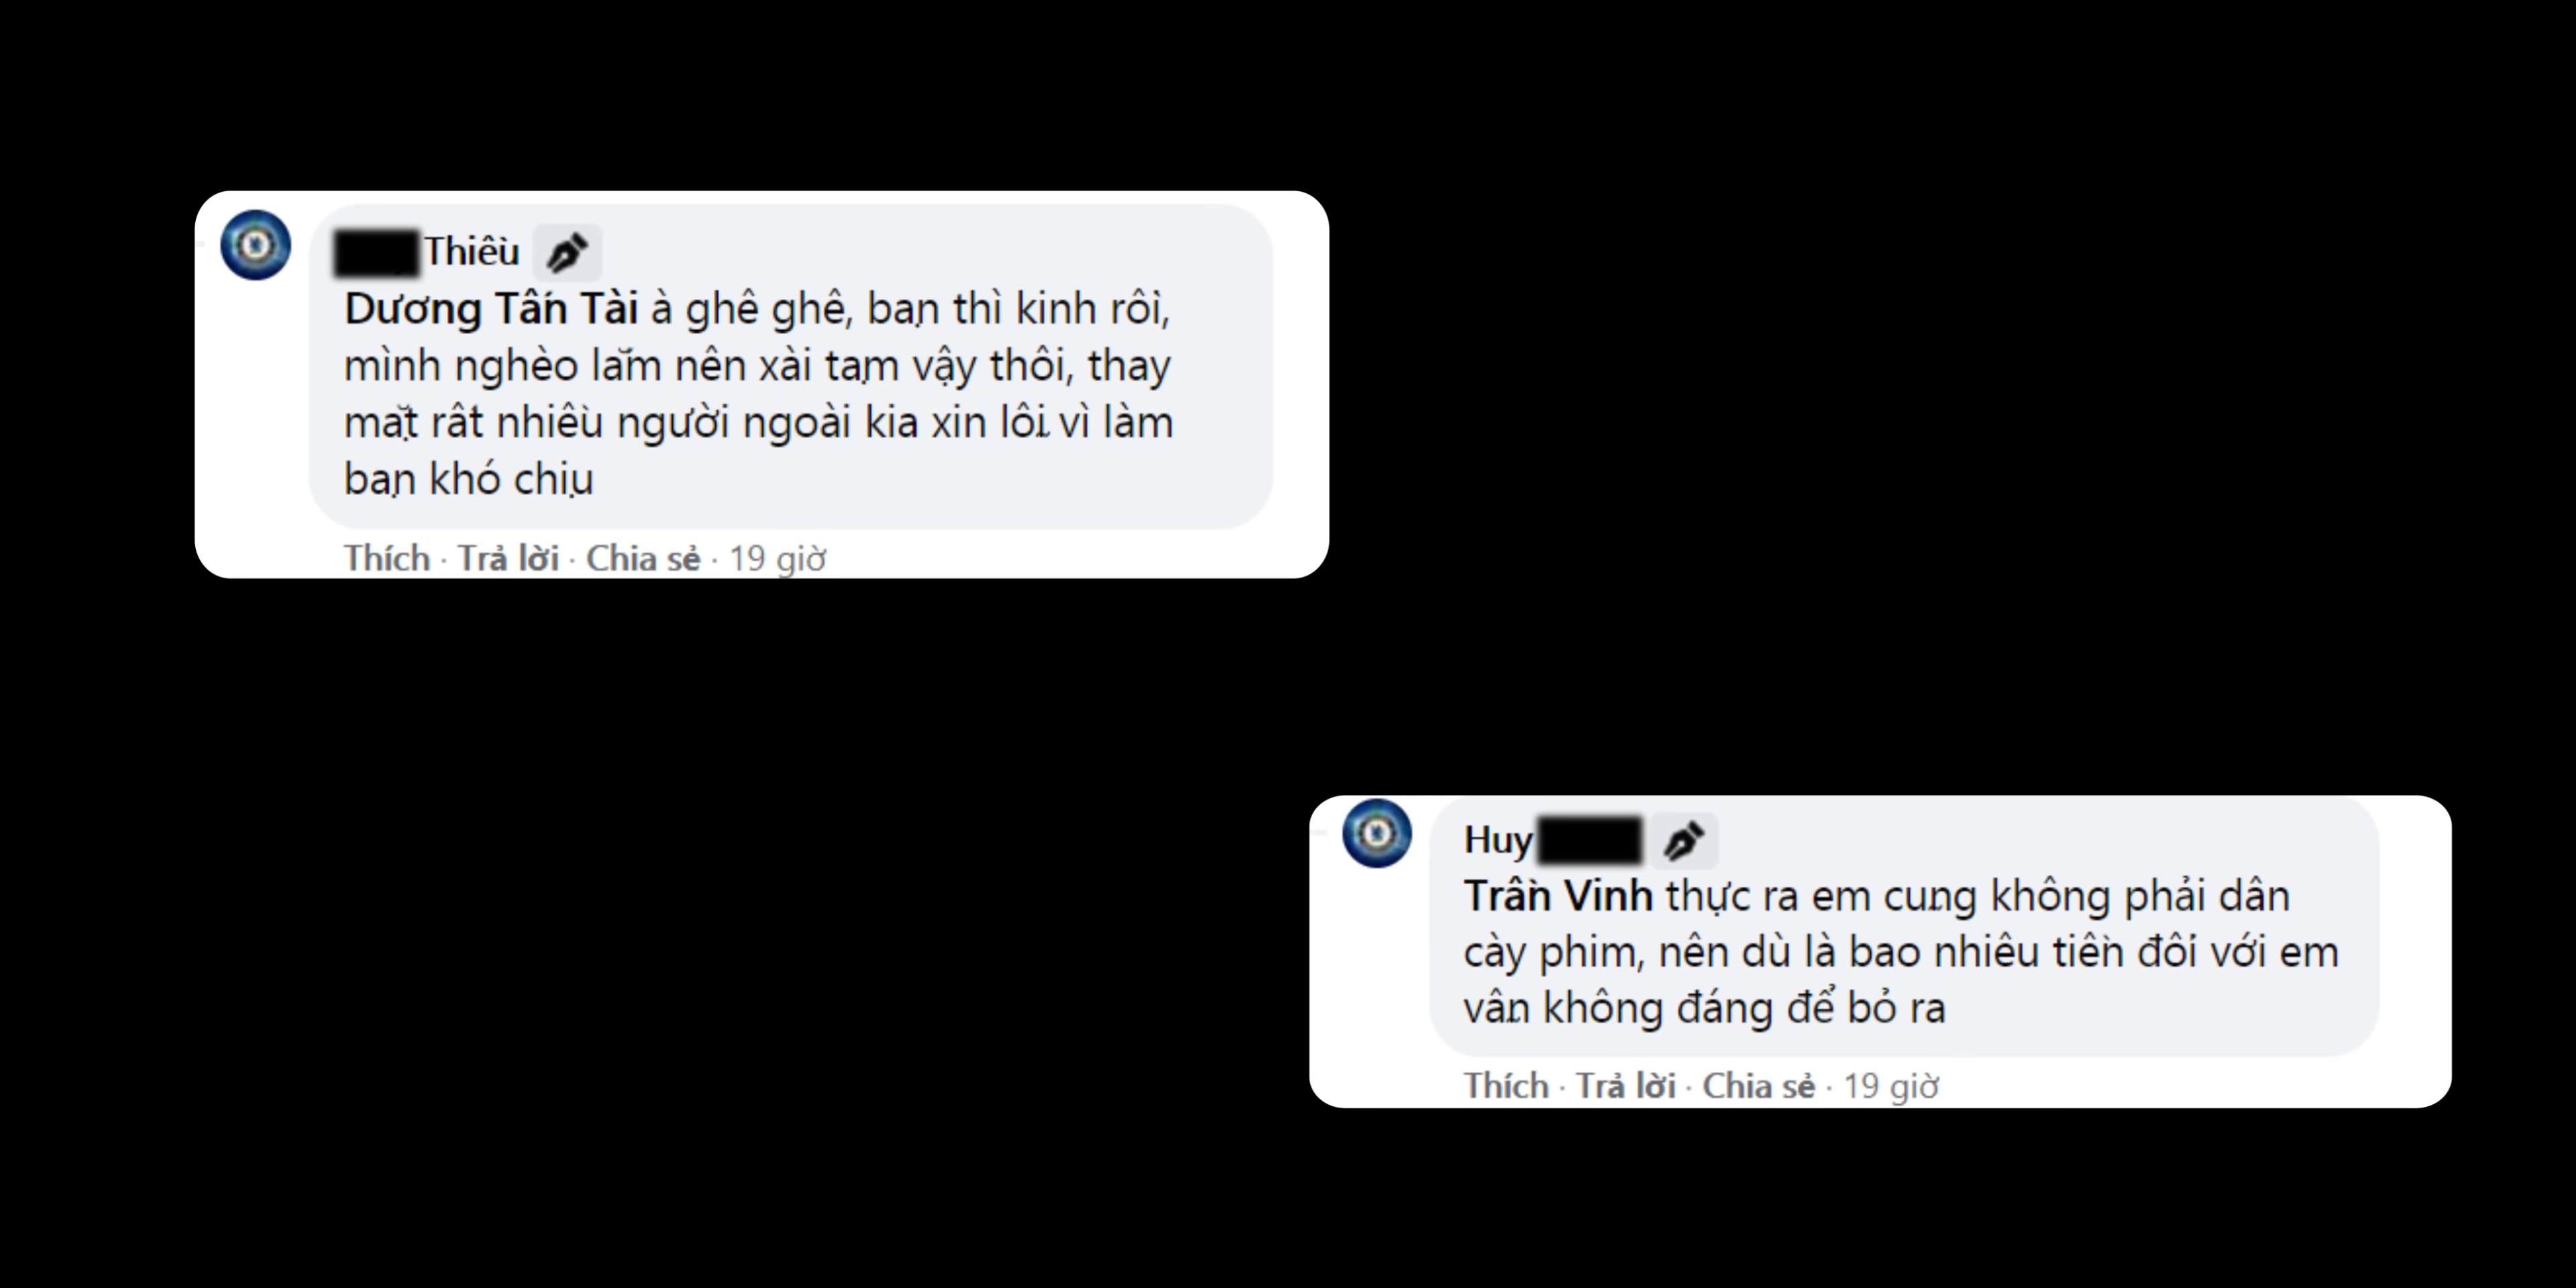 Thiều
Dương Tấn Tài à ghê ghê, bạn thì kinh rồi,
mình nghèo lắm nên xài tạm vậy thôi, thay
mặt rất nhiều người ngoài kia xin lỗi vì làm
bạn khó chịu
Thích · Trả lời · Chia sẻ · 19 giờ
Huy
Trần Vinh thực ra em cũng không phải dân
cày phim, nên dù là bao nhiêu tiền đối với em
vẫn không đáng để bỏ ra
Thích · Trả lời · Chia sẻ · 19 giờ